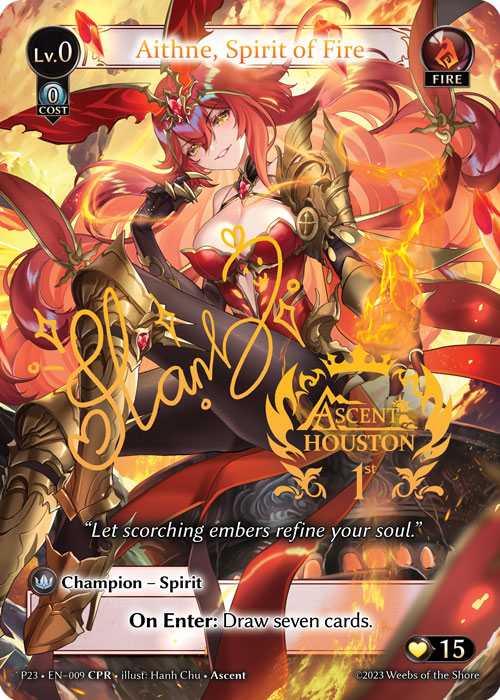 Lv.0
Aithne, Spirit of Fire
FIRE
0
COST
ASCENT
HOUSTON
1st
“Let scorching embers refine your soul.”
Champion – Spirit
On Enter: Draw seven cards.
15
P23 • EN-009 CPR • illust: Hanh Chu • Ascent
©2023 Weebs of the Shore